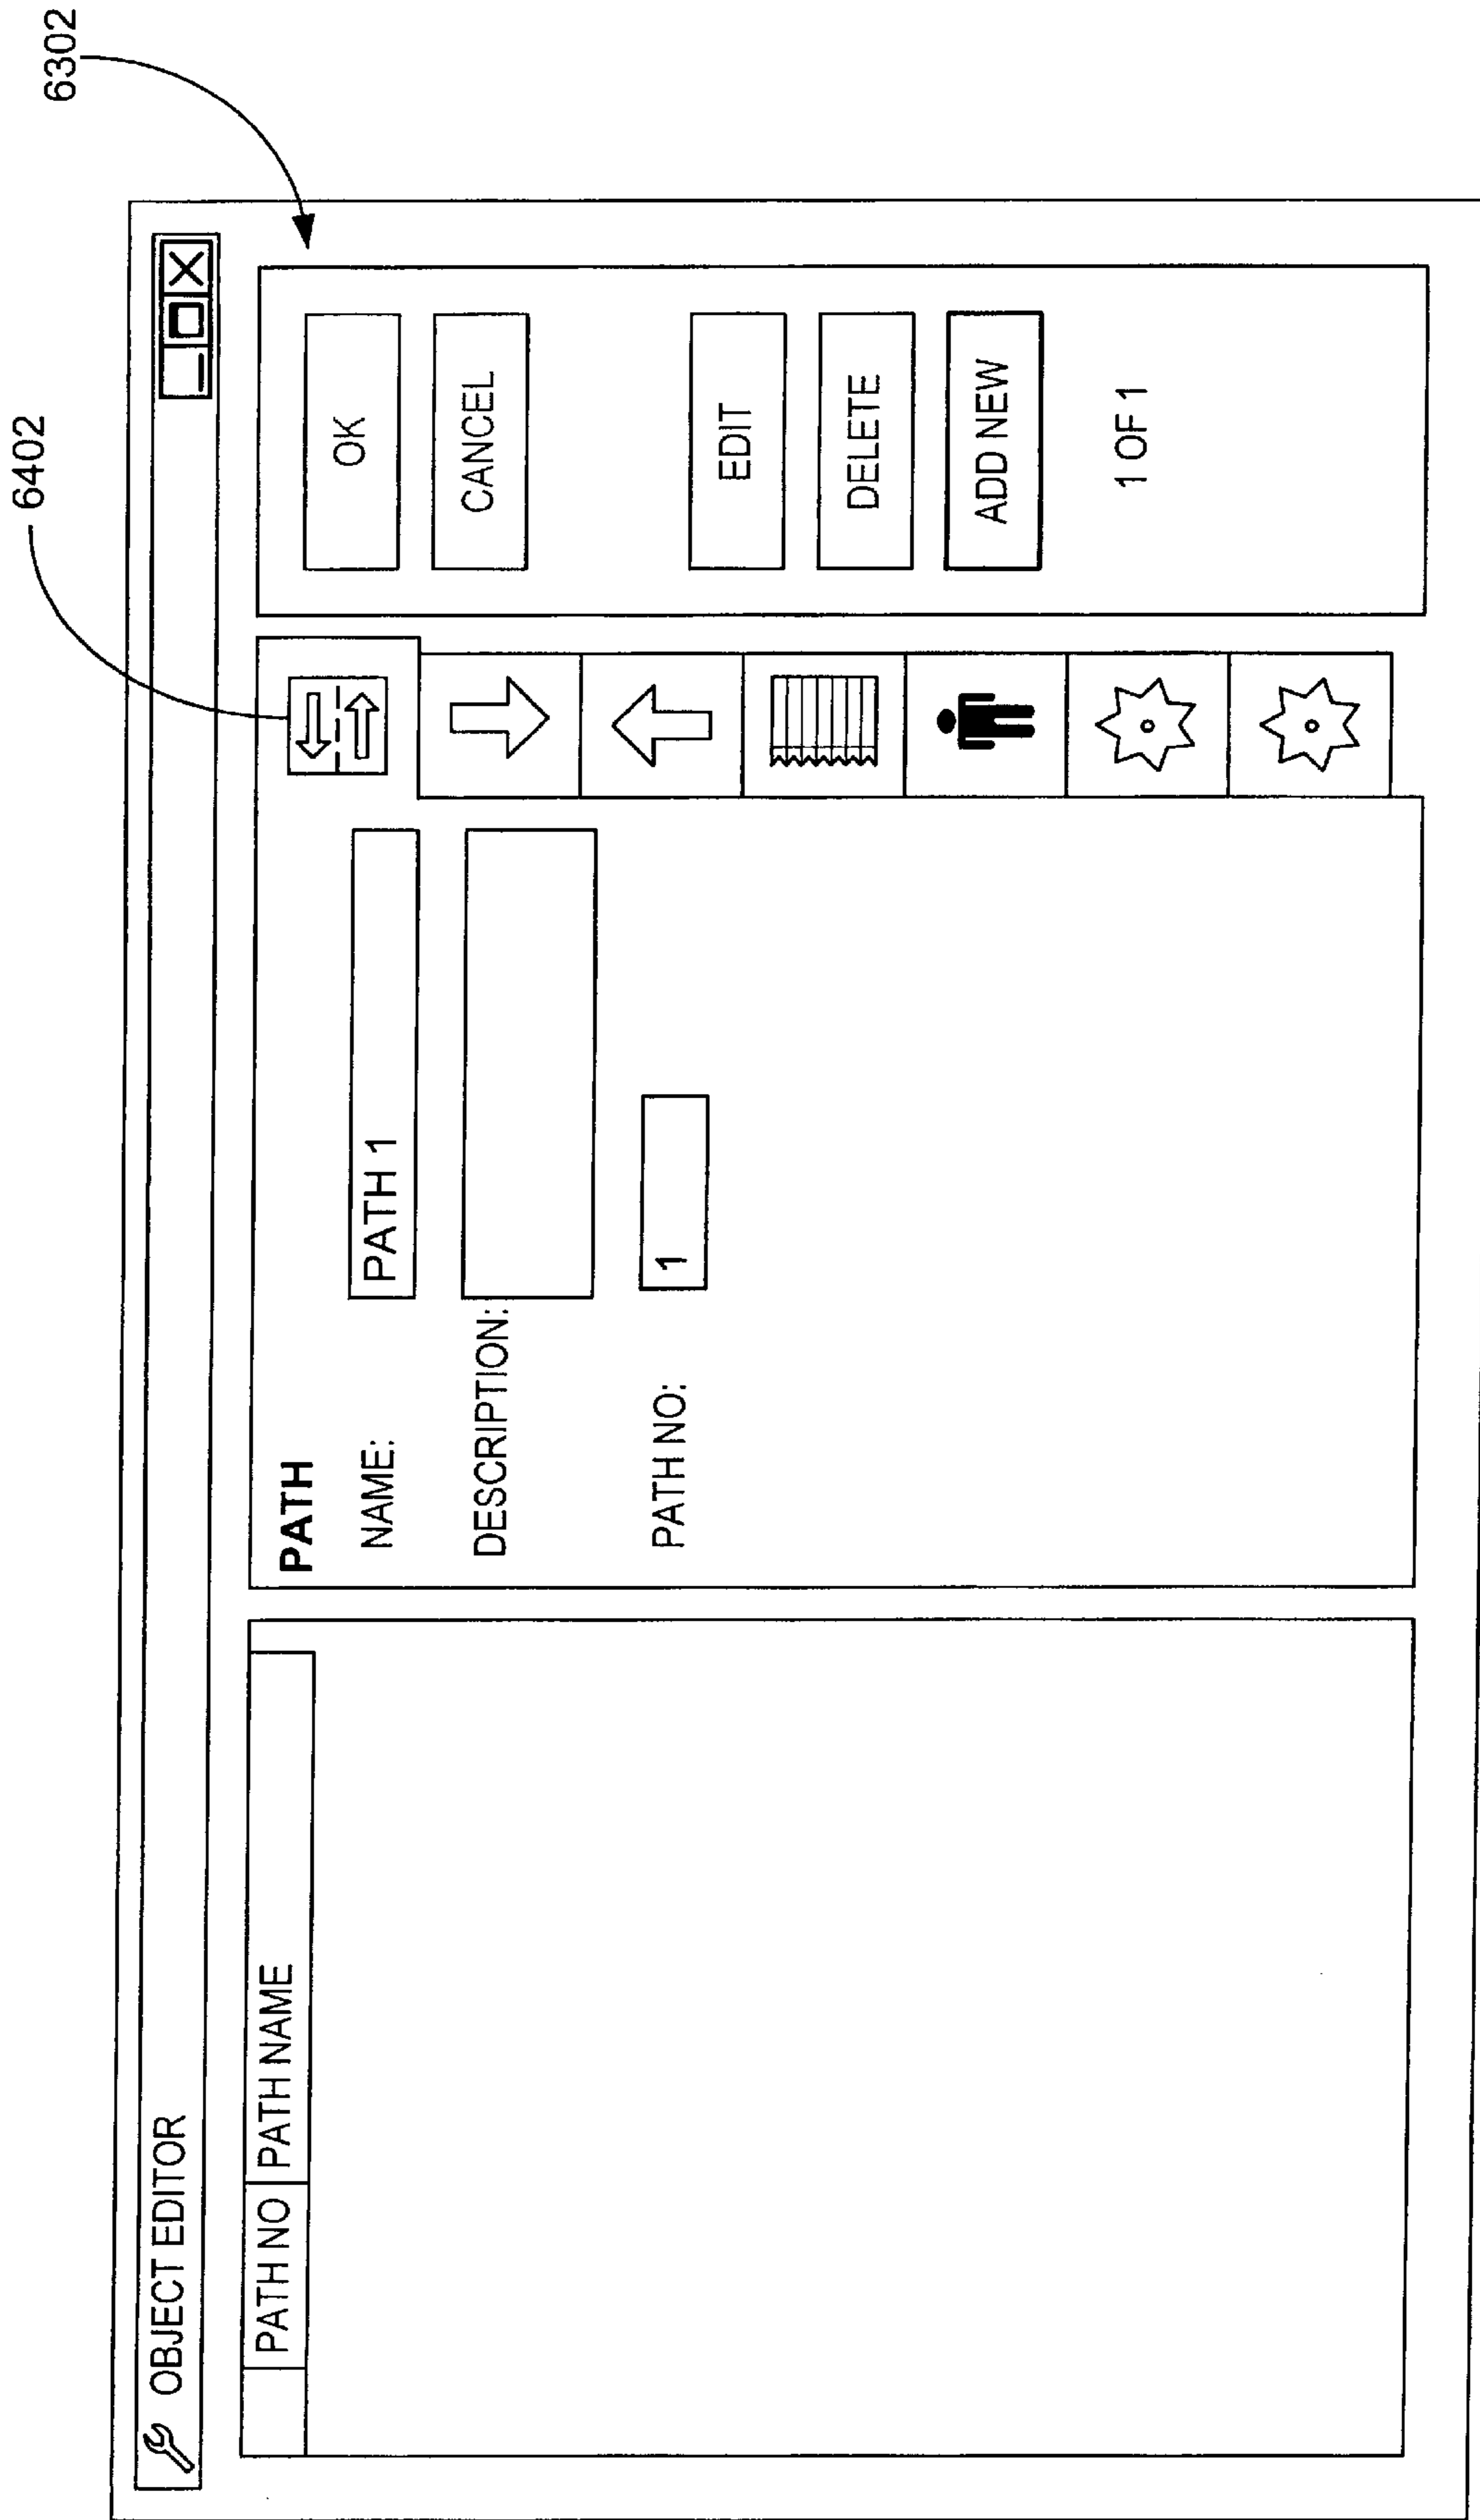 6302
6402
OBJECT EDITOR
PATH NO PATH NAME
PATH
NAME: PATH 1
DESCRIPTION:
PATH NO: 1
OK
CANCEL
EDIT
DELETE
ADD NEW
1 OF 1